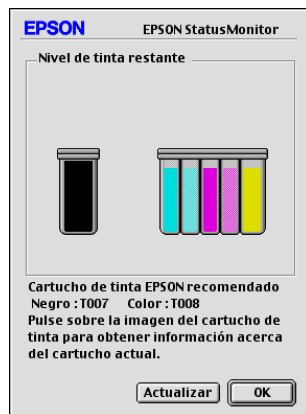 EPSON EPSON StatusMonitor
Nivel de tinta restante
Cartucho de tinta EPSON recomendado
Negro : T007 Color : T008
Pulse sobre la imagen del cartucho de
tinta para obtener información acerca
del cartucho actual.
Actualizar OK